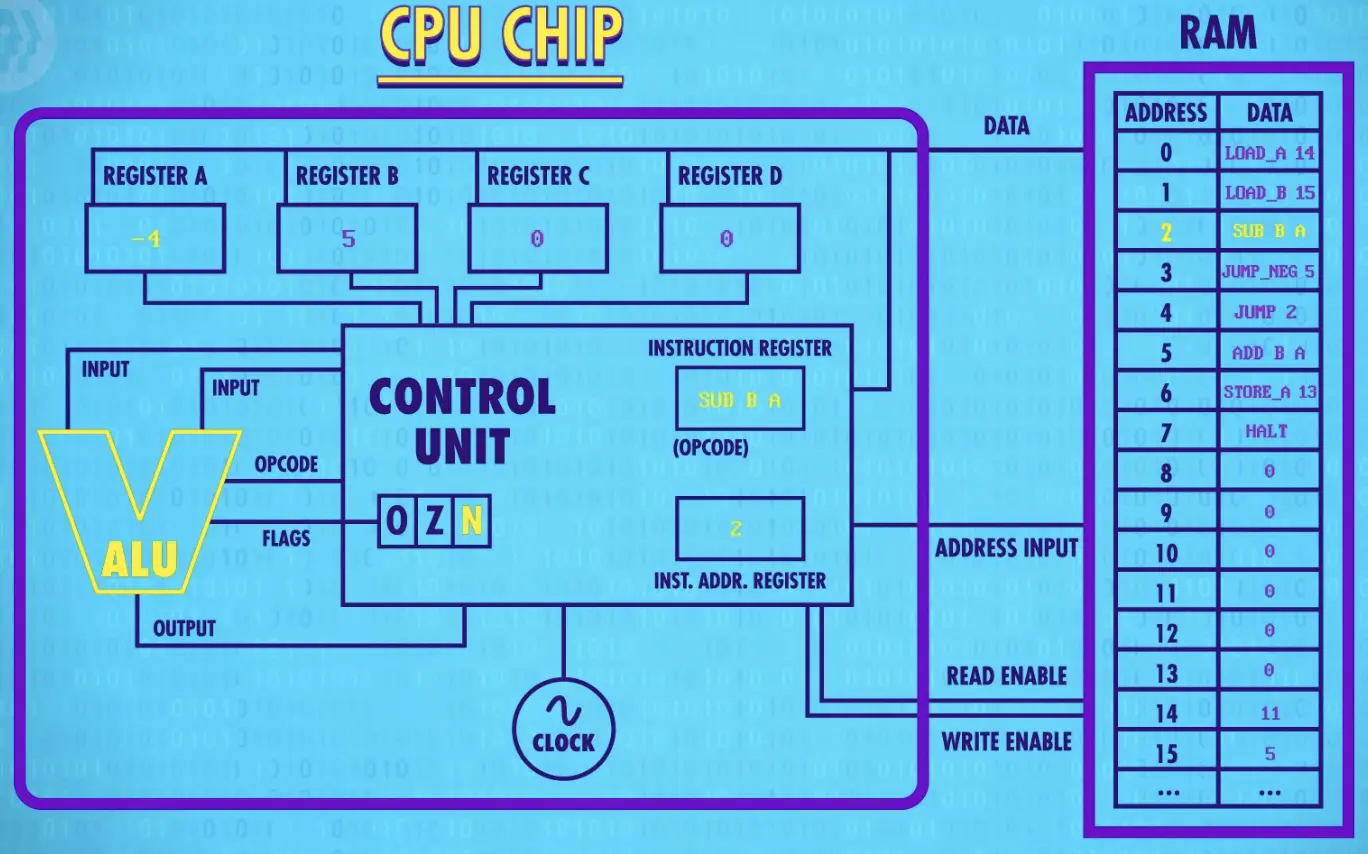 CPU CHIP
RAM
DATA
ADDRESS DATA
0 LOAD_A 14
1 LOAD_B 15
2 SUB B A
3 JUMP_NEG 5
4 JUMP 2
5 ADD B A
6 STORE_A 13
7 HALT
8 0
9 0
10 0
11 0
12 0
13 0
14 11
15 5
... ...
REGISTER A
-4
REGISTER B
5
REGISTER C
0
REGISTER D
0
INPUT
INPUT
CONTROL
UNIT
INSTRUCTION REGISTER
SUB B A
(OPCODE)
OPCODE
FLAGS
O Z N
2
INST. ADDR. REGISTER
ALU
OUTPUT
CLOCK
ADDRESS INPUT
READ ENABLE
WRITE ENABLE